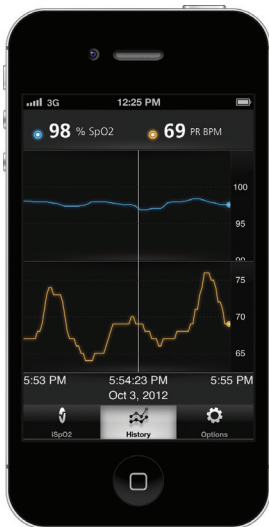 3G 12:25 PM
98 % SpO2 69 PR BPM
100
95
90
75
70
65
5:53 PM 5:54:23 PM 5:55 PM
Oct 3, 2012
iSpO2 History Options